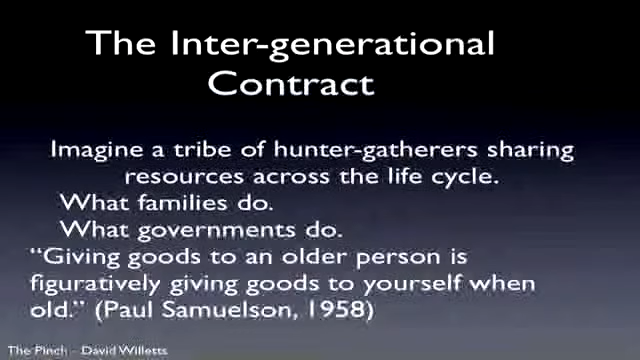 The Inter-generational
Contract
Imagine a tribe of hunter-gatherers sharing
resources across the life cycle.
What families do.
What governments do.
“Giving goods to an older person is
figuratively giving goods to yourself when
old.” (Paul Samuelson, 1958)
The Pinch - David Willetts